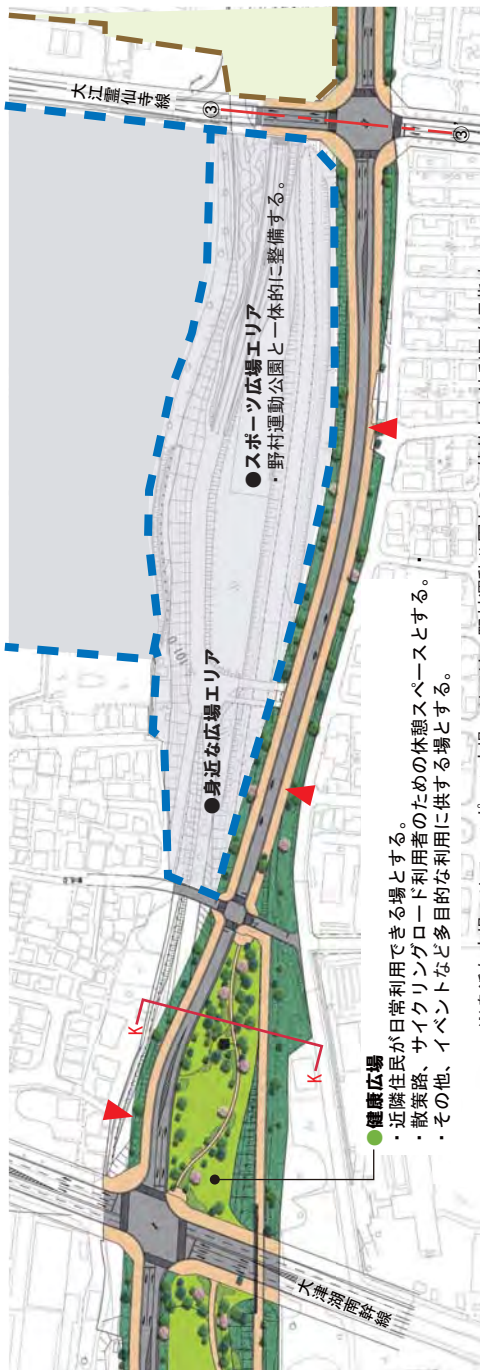 大江霊仙寺線
③
③'
●スポーツ広場エリア
・野村運動公園と一体的に整備する。
●身近な広場エリア
101.0
K
K
●健康広場
・近隣住民が日常利用できる場とする。
・散策路、サイクリングロード利用者のための休憩スペースとする。
・その他、イベントなど多目的な利用に供する場とする。
大津湖南幹線